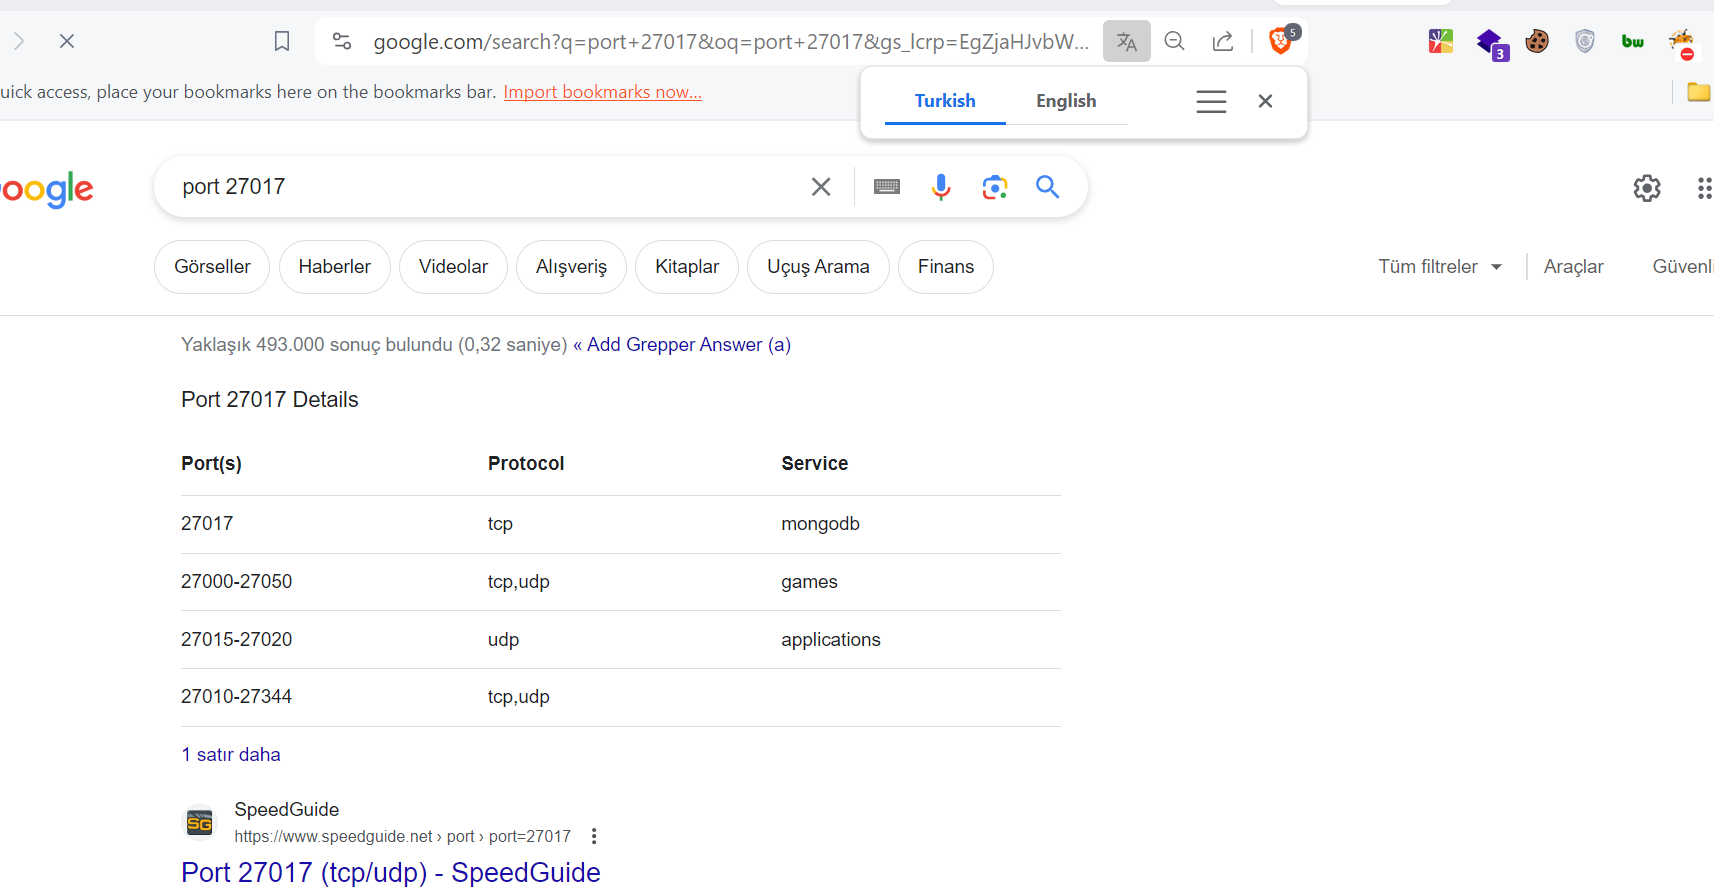 google.com/search?q=port+27017&oq=port+27017&gs_lcrp=EgZjaHJvbW...
5
3
bw
uick access, place your bookmarks here on the bookmarks bar. Import bookmarks now...
Turkish English
oogle
port 27017
Görseller Haberler Videolar Alışveriş Kitaplar Uçuş Arama Finans Tüm filtreler Araçlar Güvenli
Yaklaşık 493.000 sonuç bulundu (0,32 saniye) « Add Grepper Answer (a)
Port 27017 Details
Port(s) Protocol Service
27017 tcp mongodb
27000-27050 tcp,udp games
27015-27020 udp applications
27010-27344 tcp,udp
1 satır daha
SG
SpeedGuide
https://www.speedguide.net › port › port=27017
Port 27017 (tcp/udp) - SpeedGuide